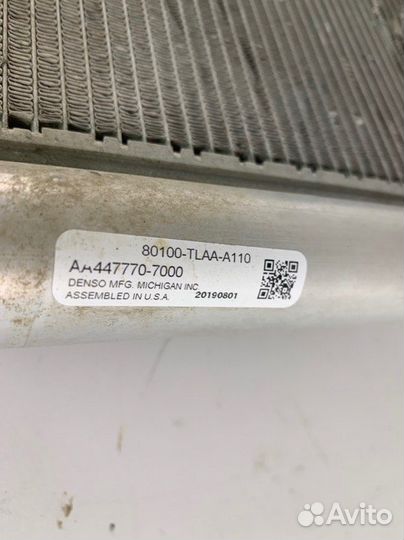 80100-TLAA-A110
AA447770-7000
DENSO MFG. MICHIGAN INC
ASSEMBLED IN U.S.A. 20190801
Avito